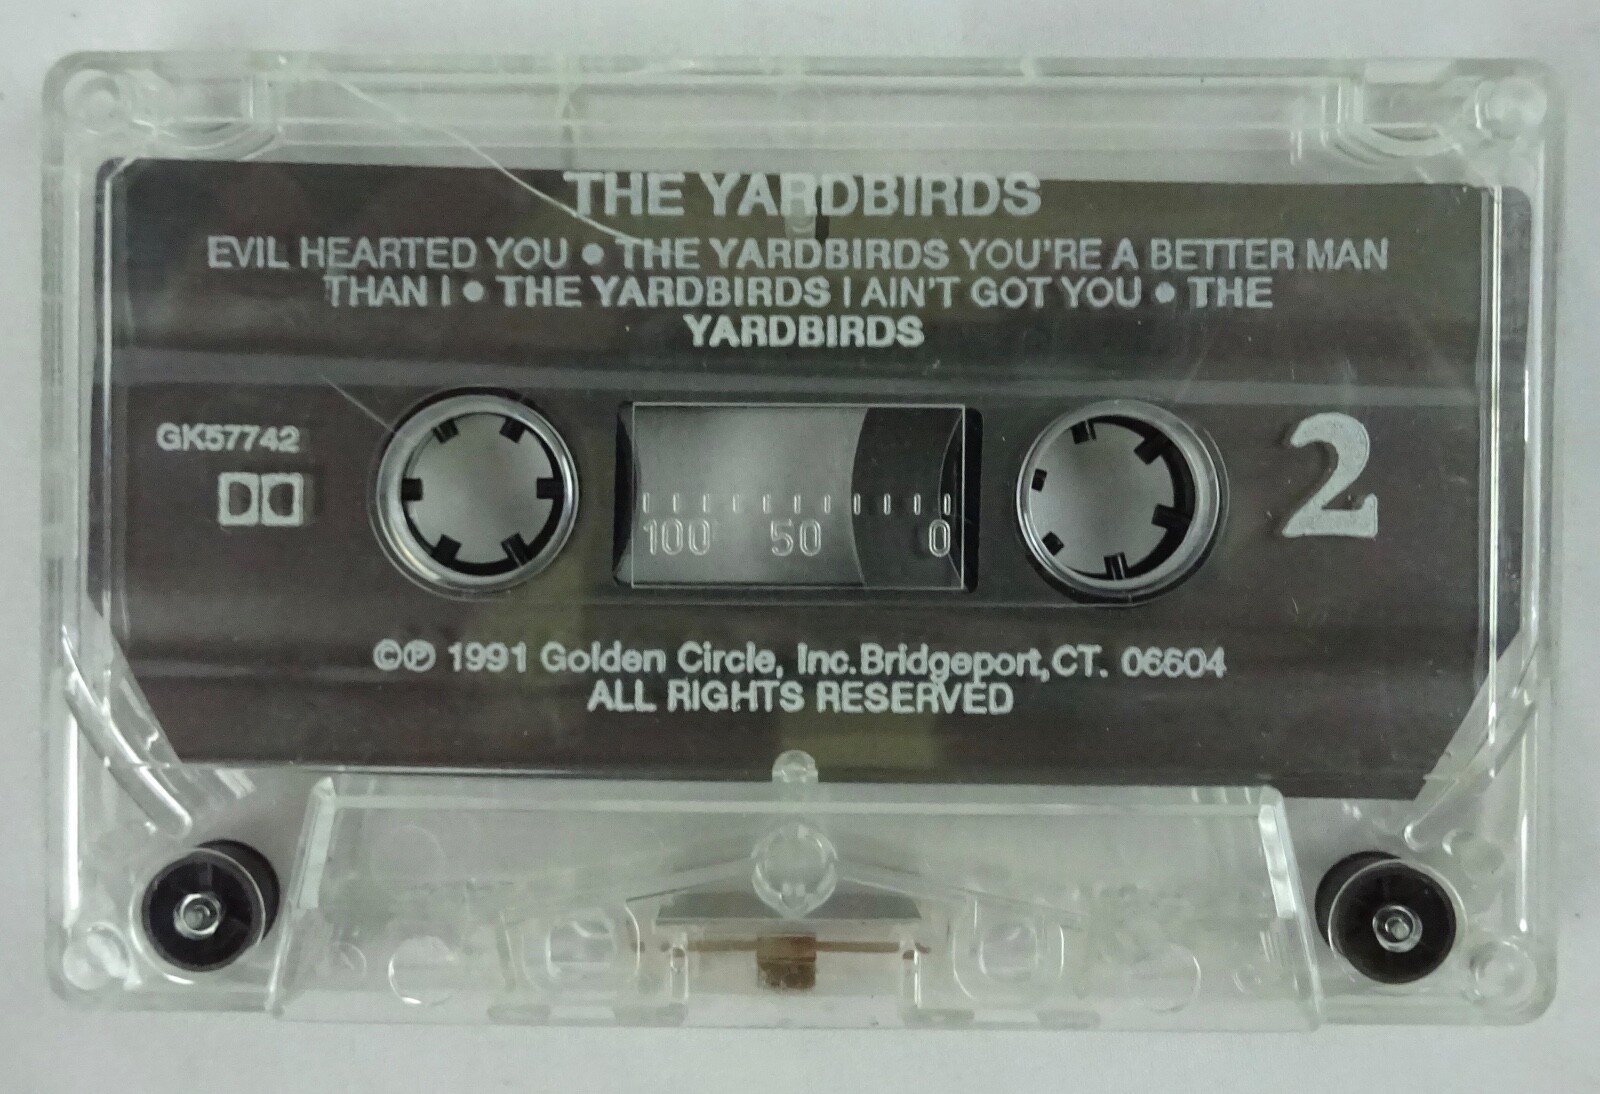 THE YARDBIRDS
EVIL HEARTED YOU • THE YARDBIRDS YOU'RE A BETTER MAN
THAN I • THE YARDBIRDS I AIN'T GOT YOU • THE
YARDBIRDS
GK57742
2
100 50 0
©℗ 1991 Golden Circle, Inc.Bridgeport,CT. 06604
ALL RIGHTS RESERVED